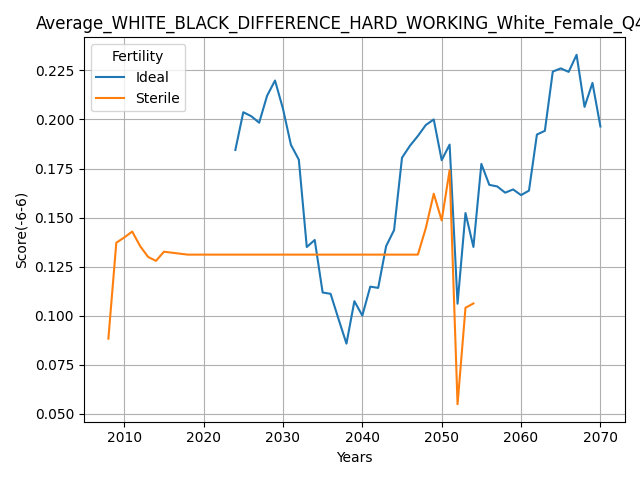 Average_WHITE_BLACK_DIFFERENCE_HARD_WORKING_White_Female_Q4
Fertility
Ideal
Sterile
0.225
0.200
0.175
0.150
0.125
0.100
0.075
0.050
Score(-6-6)
2010 2020 2030 2040 2050 2060 2070
Years